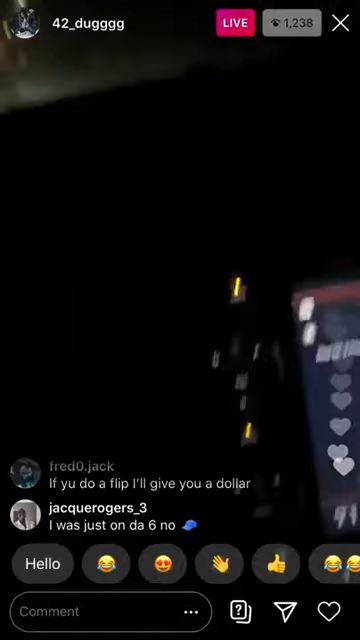 42_dugggg
LIVE
1,238
fred0.jack
If yu do a flip I'll give you a dollar
jacquerogers_3
I was just on da 6 no 🧢
Hello
Comment